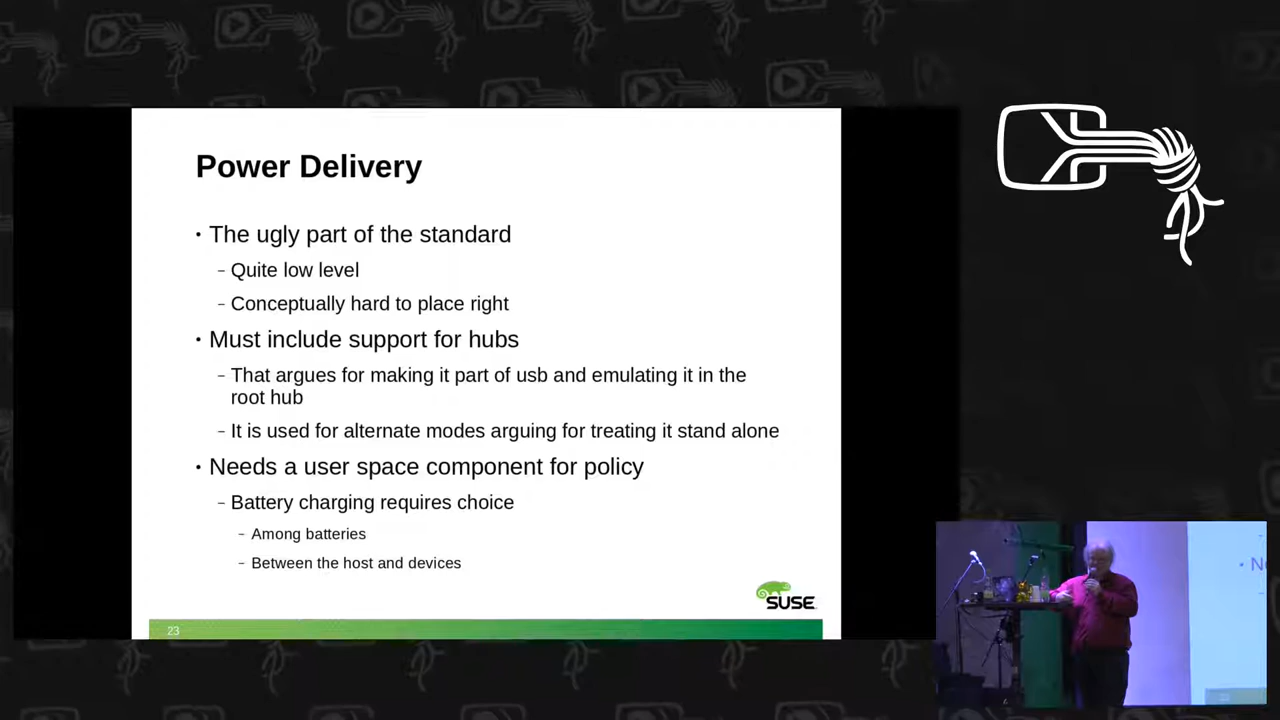 Power Delivery
• The ugly part of the standard
– Quite low level
– Conceptually hard to place right
• Must include support for hubs
– That argues for making it part of usb and emulating it in the
root hub
– It is used for alternate modes arguing for treating it stand alone
• Needs a user space component for policy
– Battery charging requires choice
– Among batteries
– Between the host and devices
SUSE
23